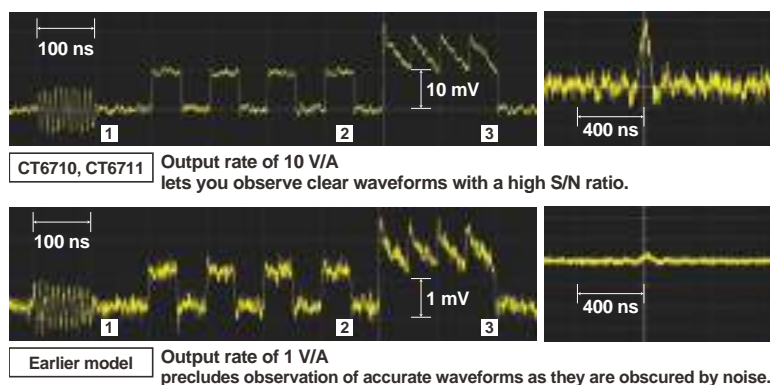 100 ns
10 mV
1
2
3
400 ns
CT6710, CT6711
Output rate of 10 V/A
lets you observe clear waveforms with a high S/N ratio.
100 ns
1 mV
1
2
3
400 ns
Earlier model
Output rate of 1 V/A
precludes observation of accurate waveforms as they are obscured by noise.